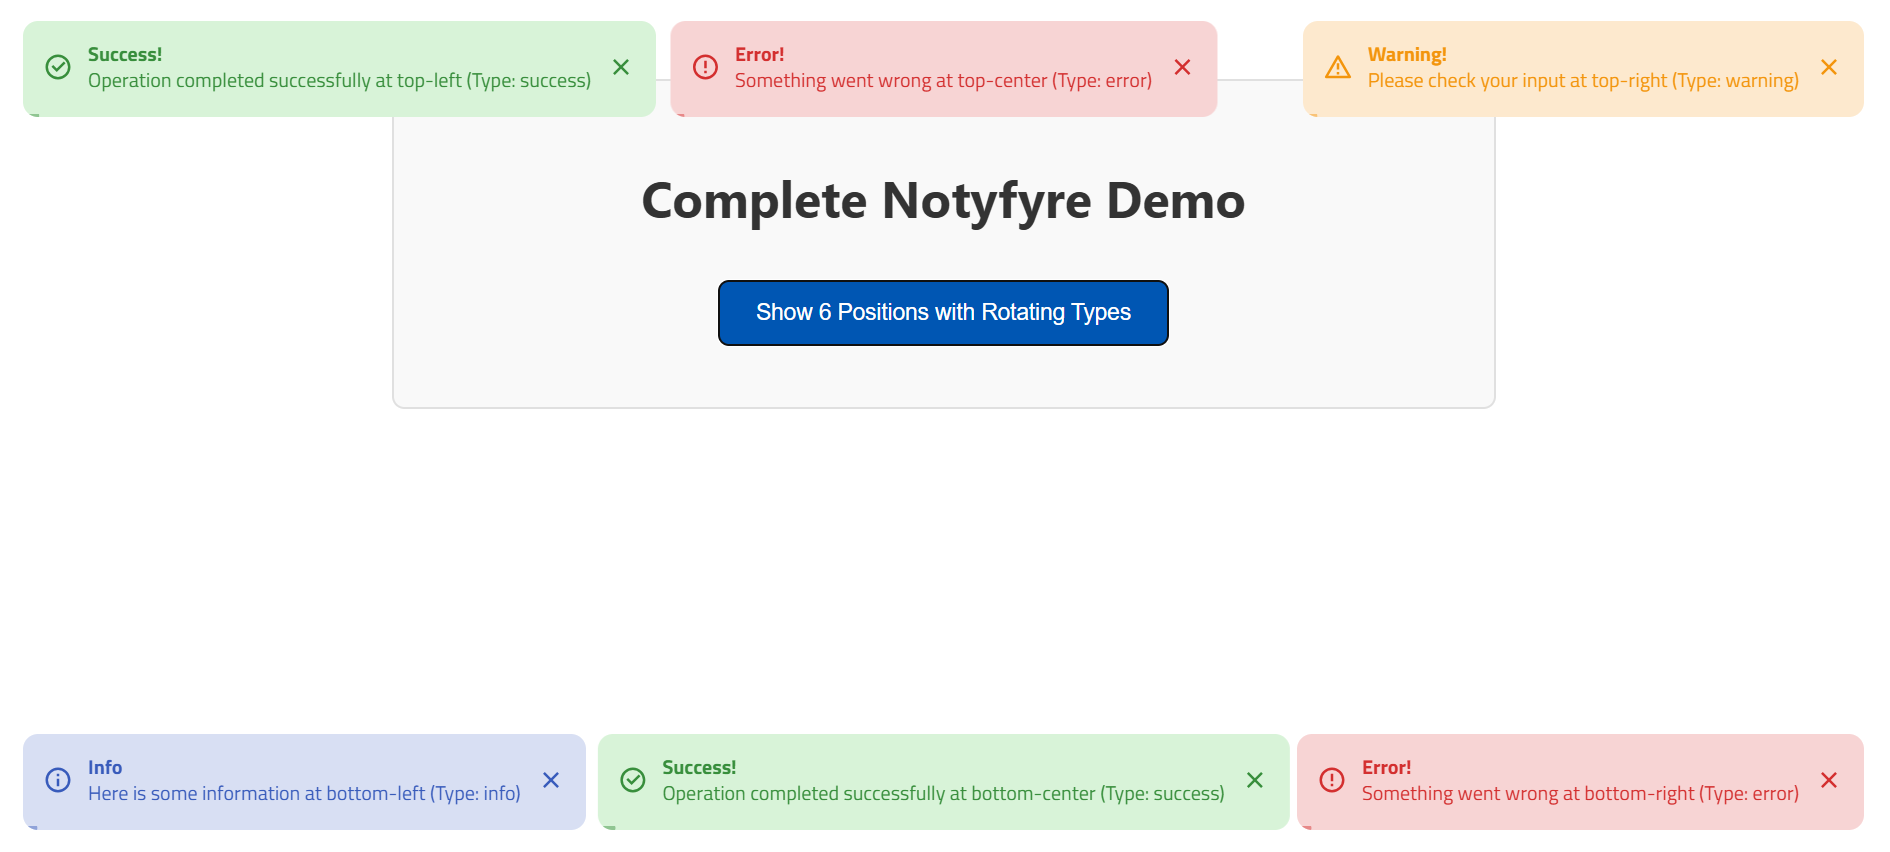 Success!
Operation completed successfully at top-left (Type: success)
Error!
Something went wrong at top-center (Type: error)
Warning!
Please check your input at top-right (Type: warning)
Complete Notyfyre Demo
Show 6 Positions with Rotating Types
Info
Here is some information at bottom-left (Type: info)
Success!
Operation completed successfully at bottom-center (Type: success)
Error!
Something went wrong at bottom-right (Type: error)